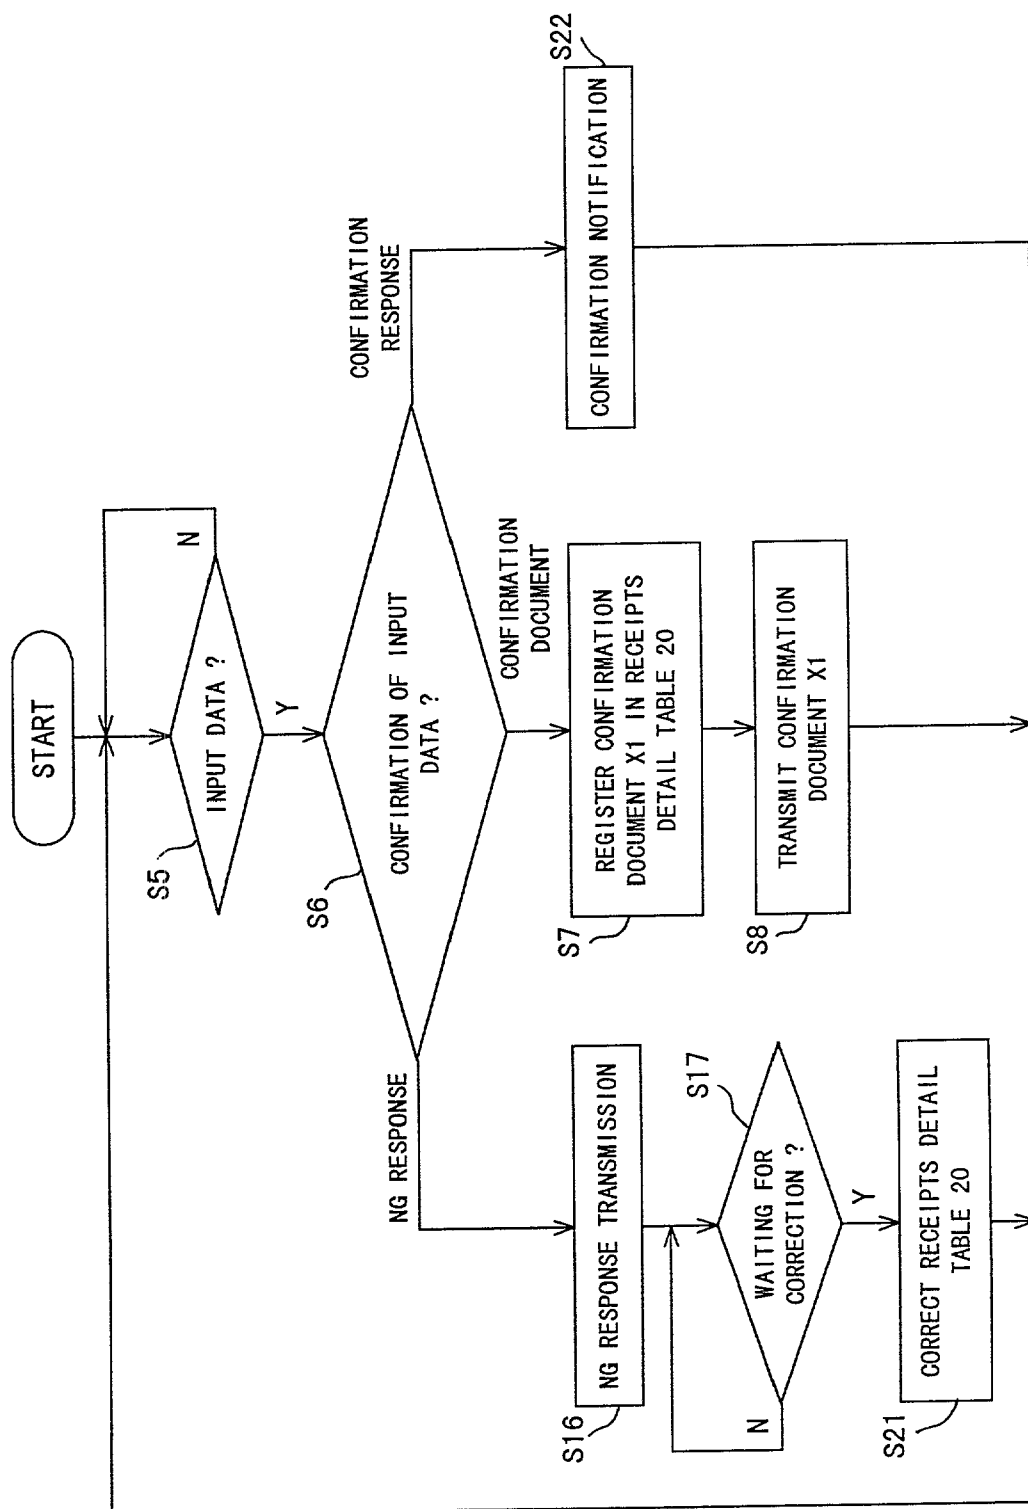 START
INPUT DATA ?
S5
N
Y
CONFIRMATION OF INPUT
DATA ?
S6
NG RESPONSE
CONFIRMATION
DOCUMENT
CONFIRMATION
RESPONSE
NG RESPONSE TRANSMISSION
S16
WAITING FOR
CORRECTION ?
S17
N
Y
CORRECT RECEIPTS DETAIL
TABLE 20
S21
REGISTER CONFIRMATION
DOCUMENT X1 IN RECEIPTS
DETAIL TABLE 20
S7
TRANSMIT CONFIRMATION
DOCUMENT X1
S8
CONFIRMATION NOTIFICATION
S22